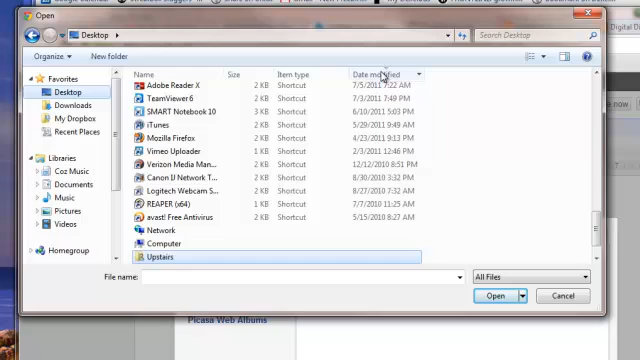 Open
Desktop
Search Desktop
Organize
New folder
Name Size Item type Date modified
Favorites
Desktop
Downloads
My Dropbox
Recent Places
Libraries
Coz Music
Documents
Music
Pictures
Videos
Homegroup
Adobe Reader X 2 KB Shortcut 7/5/2011 7:22 AM
TeamViewer 6 2 KB Shortcut 7/3/2011 7:49 PM
SMART Notebook 10 2 KB Shortcut 6/10/2011 5:03 PM
iTunes 2 KB Shortcut 5/29/2011 9:49 AM
Mozilla Firefox 2 KB Shortcut 4/23/2011 9:13 PM
Vimeo Uploader 2 KB Shortcut 2/3/2011 12:46 PM
Verizon Media Man... 2 KB Shortcut 12/12/2010 8:51 PM
Canon iJ Network T... 2 KB Shortcut 8/30/2010 3:32 PM
Logitech Webcam S... 2 KB Shortcut 8/27/2010 7:32 AM
REAPER (x64) 1 KB Shortcut 7/7/2010 11:25 AM
avast! Free Antivirus 2 KB Shortcut 5/15/2010 8:27 AM
Network
Computer
Upstairs
File name:
All Files
Open
Cancel
Picasa Web Albums